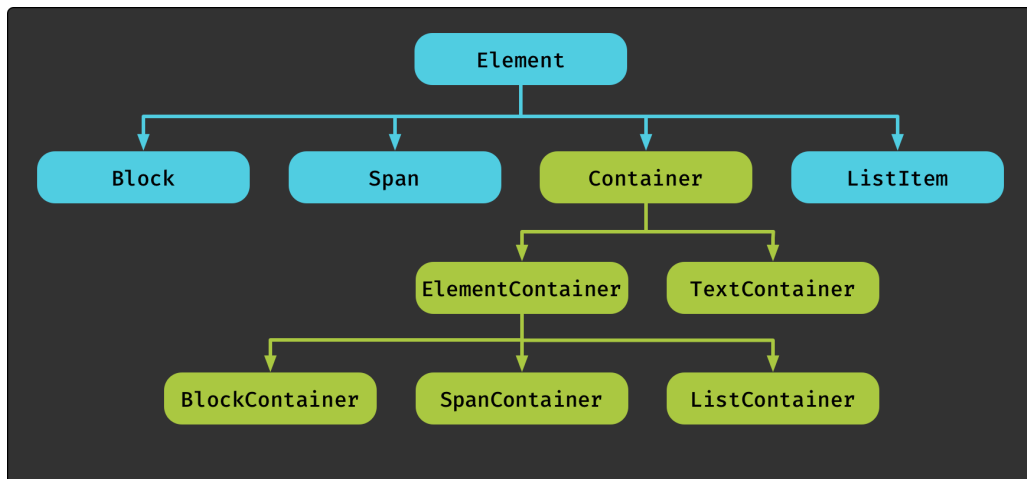 Element
Block
Span
Container
ListItem
ElementContainer
TextContainer
BlockContainer
SpanContainer
ListContainer